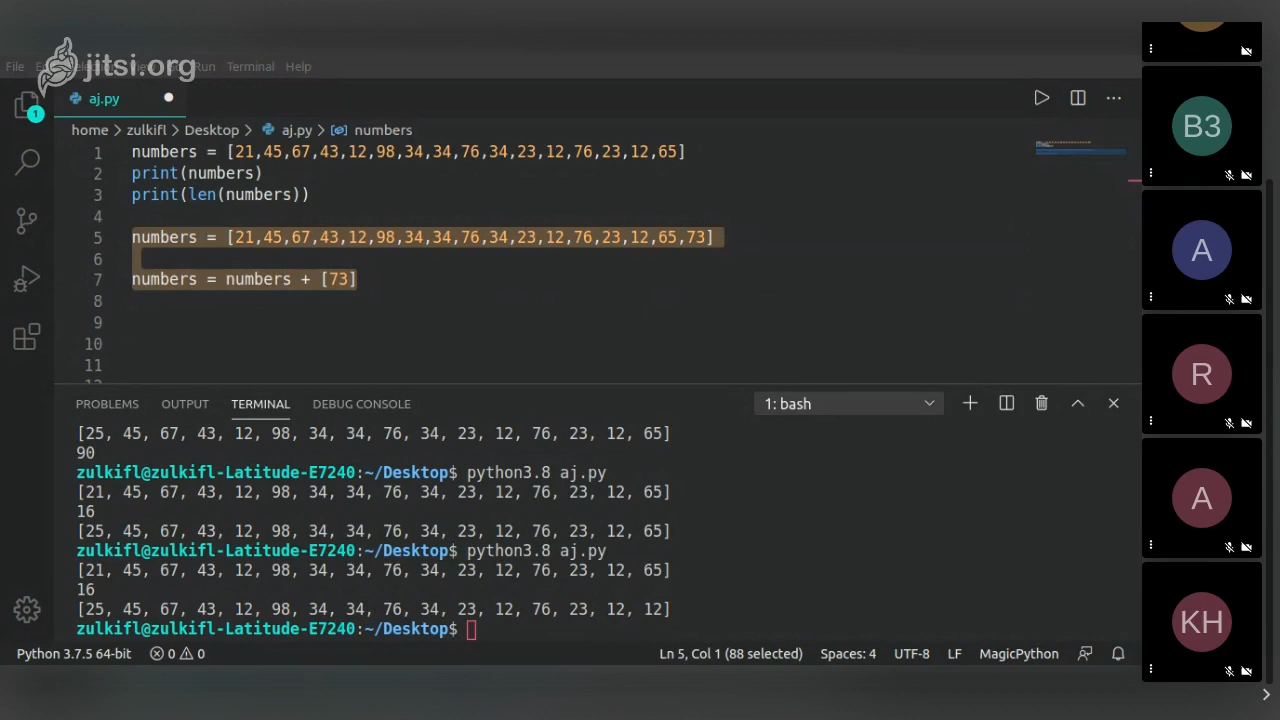 jitsi.org
File Run Terminal Help
aj.py
1
home > zulkifl > Desktop > aj.py > numbers
1 numbers = [21,45,67,43,12,98,34,34,76,34,23,12,76,23,12,65]
2 print(numbers)
3 print(len(numbers))
4
5 numbers = [21,45,67,43,12,98,34,34,76,34,23,12,76,23,12,65,73]
6
7 numbers = numbers + [73]
8
9
10
11
PROBLEMS OUTPUT TERMINAL DEBUG CONSOLE 1: bash
[25, 45, 67, 43, 12, 98, 34, 34, 76, 34, 23, 12, 76, 23, 12, 65]
90
zulkifl@zulkifl-Latitude-E7240:~/Desktop$ python3.8 aj.py
[21, 45, 67, 43, 12, 98, 34, 34, 76, 34, 23, 12, 76, 23, 12, 65]
16
[25, 45, 67, 43, 12, 98, 34, 34, 76, 34, 23, 12, 76, 23, 12, 65]
zulkifl@zulkifl-Latitude-E7240:~/Desktop$ python3.8 aj.py
[21, 45, 67, 43, 12, 98, 34, 34, 76, 34, 23, 12, 76, 23, 12, 65]
16
[25, 45, 67, 43, 12, 98, 34, 34, 76, 34, 23, 12, 76, 23, 12, 12]
zulkifl@zulkifl-Latitude-E7240:~/Desktop$
Python 3.7.5 64-bit 0 0 Ln 5, Col 1 (88 selected) Spaces: 4 UTF-8 LF MagicPython
B3
A
R
A
KH